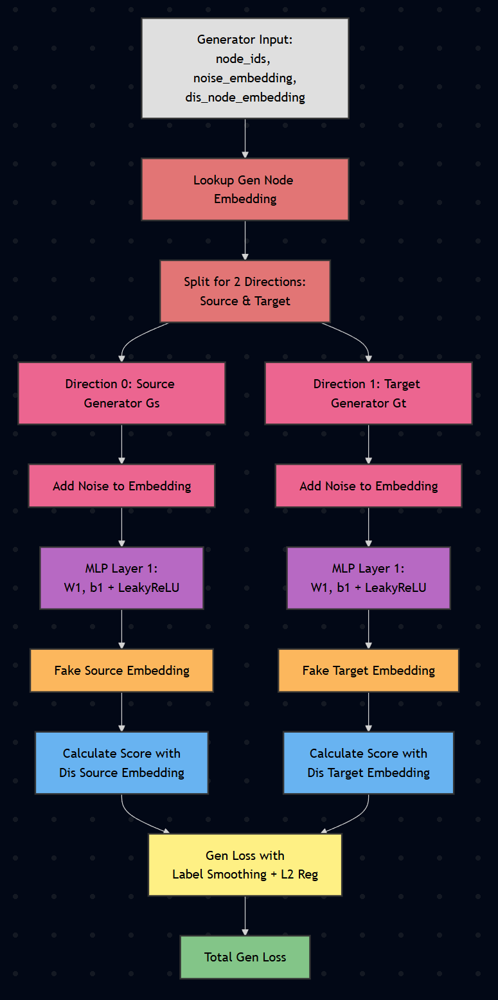 Generator Input:
node_ids,
noise_embedding,
dis_node_embedding
Lookup Gen Node
Embedding
Split for 2 Directions:
Source & Target
Direction 0: Source
Generator Gs
Direction 1: Target
Generator Gt
Add Noise to Embedding
Add Noise to Embedding
MLP Layer 1:
W1, b1 + LeakyReLU
MLP Layer 1:
W1, b1 + LeakyReLU
Fake Source Embedding
Fake Target Embedding
Calculate Score with
Dis Source Embedding
Calculate Score with
Dis Target Embedding
Gen Loss with
Label Smoothing + L2 Reg
Total Gen Loss